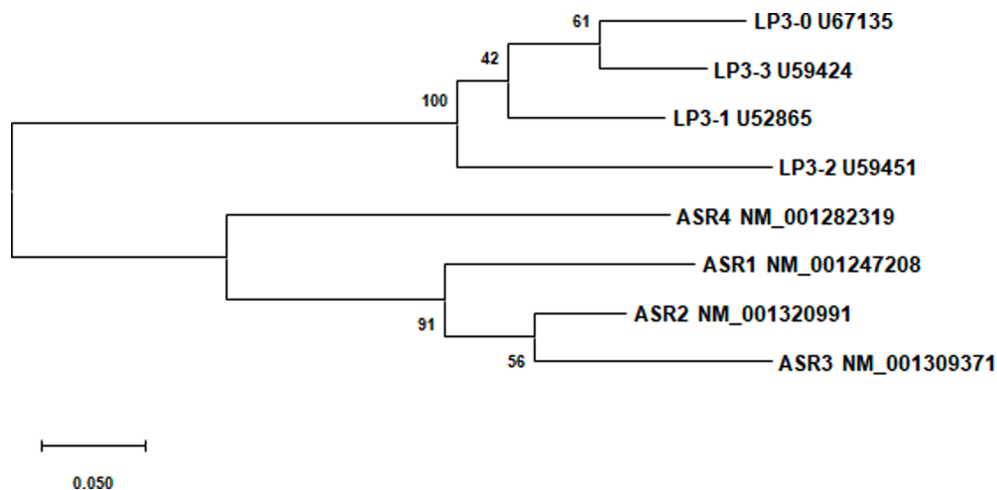 61
LP3-0 U67135
42
LP3-3 U59424
100
LP3-1 U52865
LP3-2 U59451
ASR4 NM_001282319
ASR1 NM_001247208
91
ASR2 NM_001320991
56
ASR3 NM_001309371
0.050